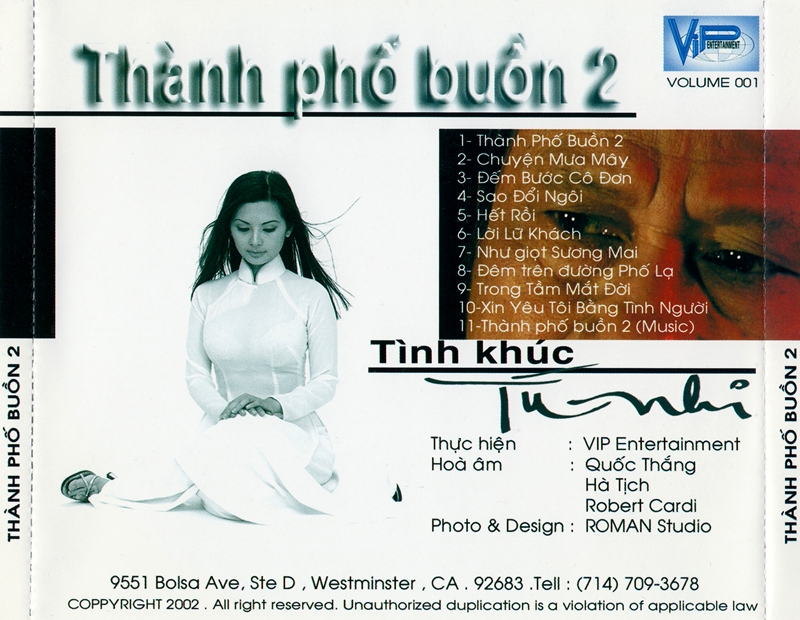 Thành phố buồn 2
ViP
ENTERTAINMENT
VOLUME 001
1- Thành Phố Buồn 2
2- Chuyện Mưa Mây
3- Đếm Bước Cô Đơn
4- Sao Đổi Ngôi
5- Hết Rồi
6- Lời Lữ Khách
7- Như giọt Sương Mai
8- Đêm trên đường Phố Lạ
9- Trong Tầm Mắt Đời
10-Xin Yêu Tôi Bằng Tình Người
11-Thành phố buồn 2 (Music)
Tình khúc
Tú Nhi
Thực hiện : VIP Entertainment
Hoà âm : Quốc Thắng
Hà Tịch
Robert Cardi
Photo & Design : ROMAN Studio
9551 Bolsa Ave, Ste D , Westminster , CA . 92683 .Tell : (714) 709-3678
COPPYRIGHT 2002 . All right reserved. Unauthorized duplication is a violation of applicable law
THÀNH PHỐ BUỒN 2
THÀNH PHỐ BUỒN 2